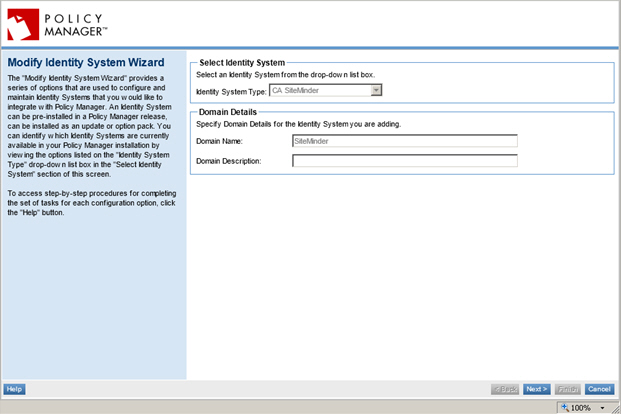 POLICY
MANAGER™
Modify Identity System Wizard
The "Modify Identity System Wizard" provides a
series of options that are used to configure and
maintain Identity Systems that you would like to
integrate with Policy Manager. An Identity System
can be pre-installed in a Policy Manager release,
can be installed as an update or option pack. You
can identify which Identity Systems are currently
available in your Policy Manager installation by
viewing the options listed on the "Identity System
Type" drop-down list box in the "Select Identity
System" section of this screen.
To access step-by-step procedures for completing
the set of tasks for each configuration option, click
the "Help" button.
Select Identity System
Select an Identity System from the drop-down list box.
Identity System Type: CA SiteMinder
Domain Details
Specify Domain Details for the Identity System you are adding.
Domain Name: SiteMinder
Domain Description:
Help < Back Next > Finish Cancel
100%